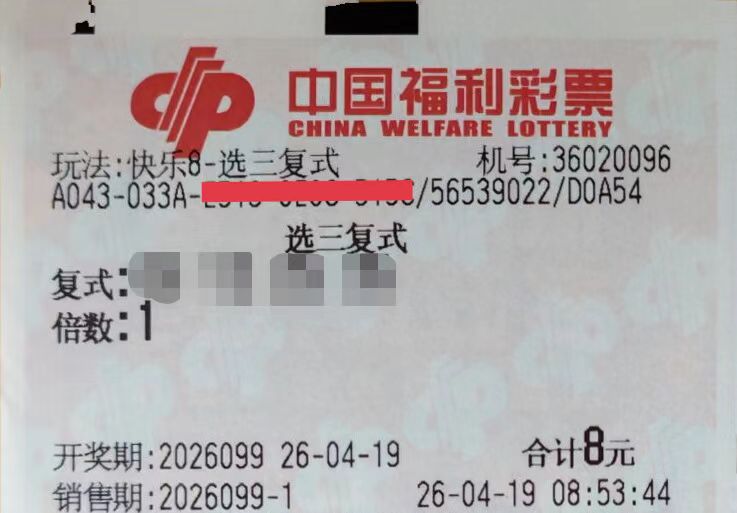 中国福利彩票
CHINA WELFARE LOTTERY
玩法:快乐8-选三复式 机号:36020096
A043-033A- /56539022/D0A54
选三复式
复式:
倍数:1
开奖期:2026099 26-04-19 合计8元
销售期:2026099-1 26-04-19 08:53:44